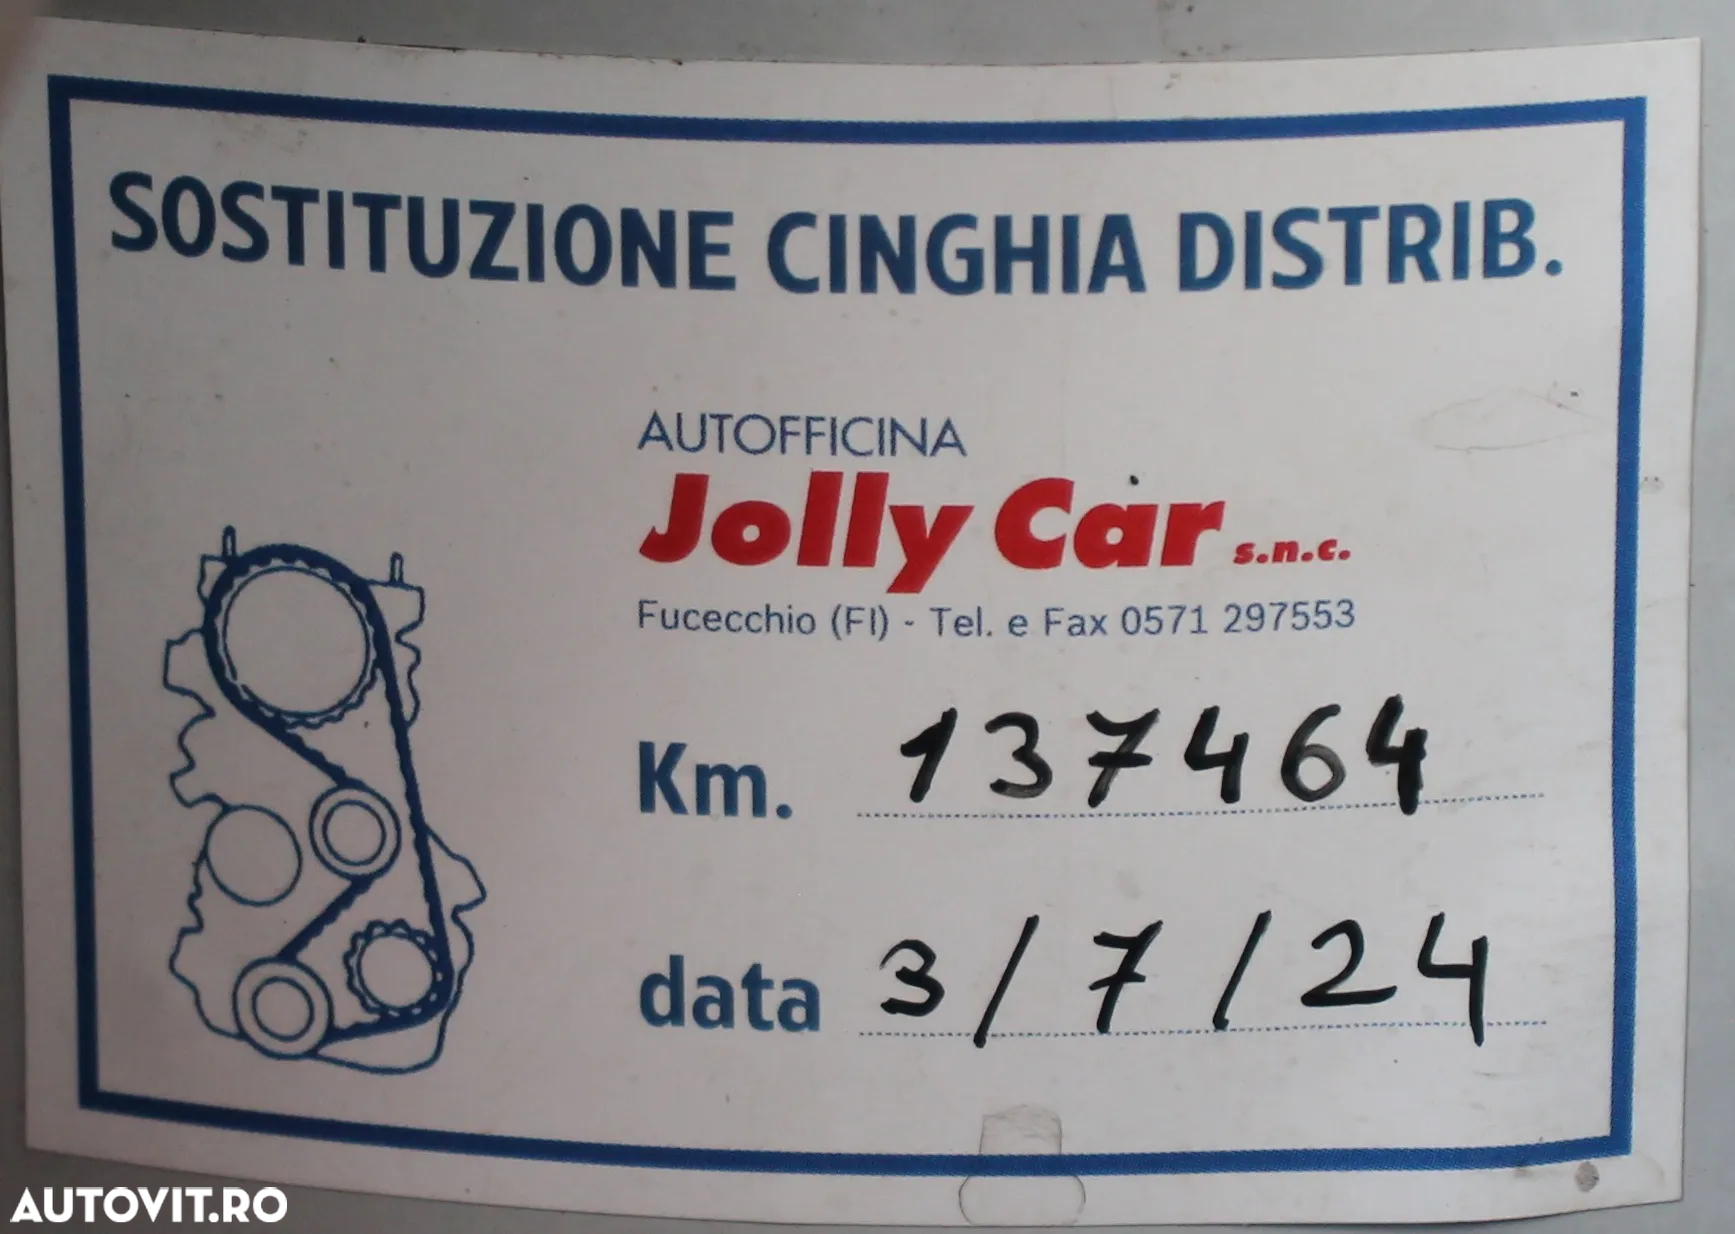 SOSTITUZIONE CINGHIA DISTRIB.
AUTOFFICINA
Jolly Car s.n.c.
Fucecchio (FI) - Tel. e Fax 0571 297553
Km. 137464
data 3/7/24
AUTOVIT.RO